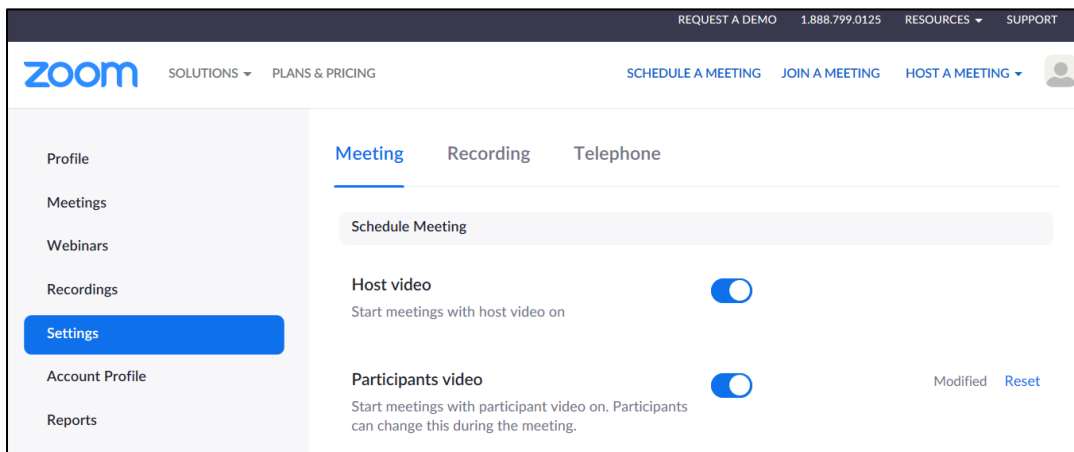 REQUEST A DEMO 1.888.799.0125 RESOURCES SUPPORT
zoom SOLUTIONS PLANS & PRICING SCHEDULE A MEETING JOIN A MEETING HOST A MEETING
Profile
Meetings
Webinars
Recordings
Settings
Account Profile
Reports
Meeting Recording Telephone
Schedule Meeting
Host video
Start meetings with host video on
Participants video
Modified Reset
Start meetings with participant video on. Participants
can change this during the meeting.